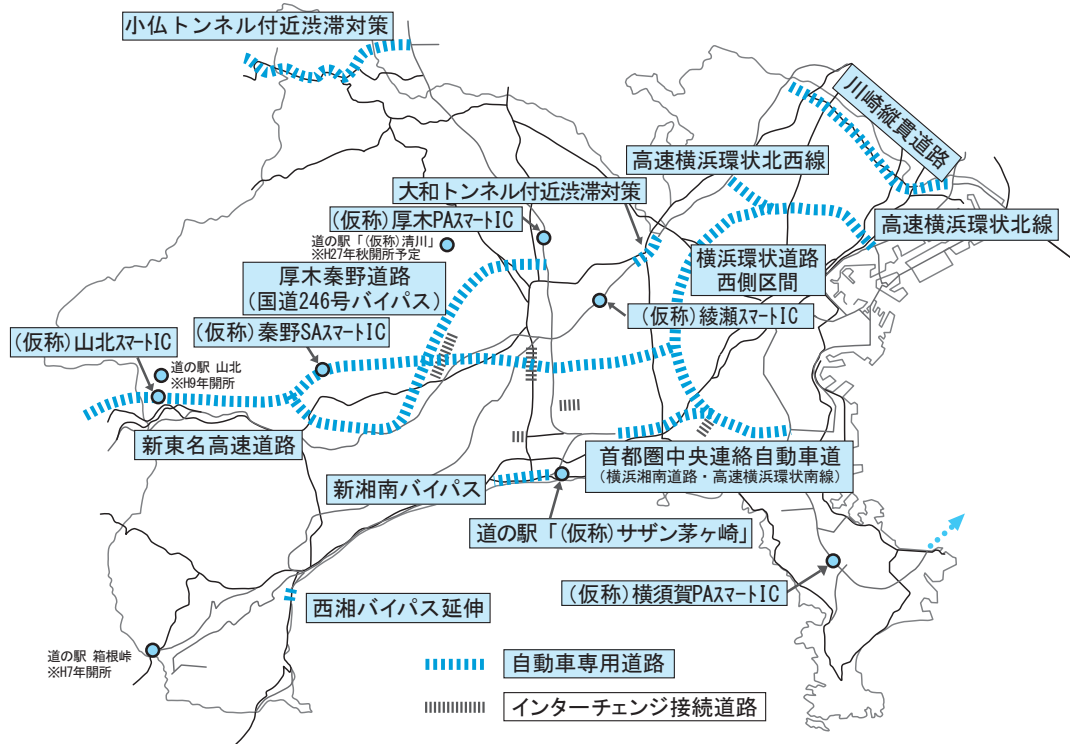 小仏トンネル付近渋滞対策
川崎縦貫道路
高速横浜環状北西線
大和トンネル付近渋滞対策
(仮称)厚木PAスマートIC
高速横浜環状北線
道の駅「(仮称)清川」
※H27年秋開所予定
横浜環状道路
西側区間
厚木秦野道路
(国道246号バイパス)
(仮称)綾瀬スマートIC
(仮称)秦野SAスマートIC
(仮称)山北スマートIC
道の駅 山北
※H9年開所
新東名高速道路
首都圏中央連絡自動車道
(横浜湘南道路・高速横浜環状南線)
新湘南バイパス
道の駅「(仮称)サザン茅ヶ崎」
(仮称)横須賀PAスマートIC
西湘バイパス延伸
道の駅 箱根峠
※H7年開所
自動車専用道路
インターチェンジ接続道路